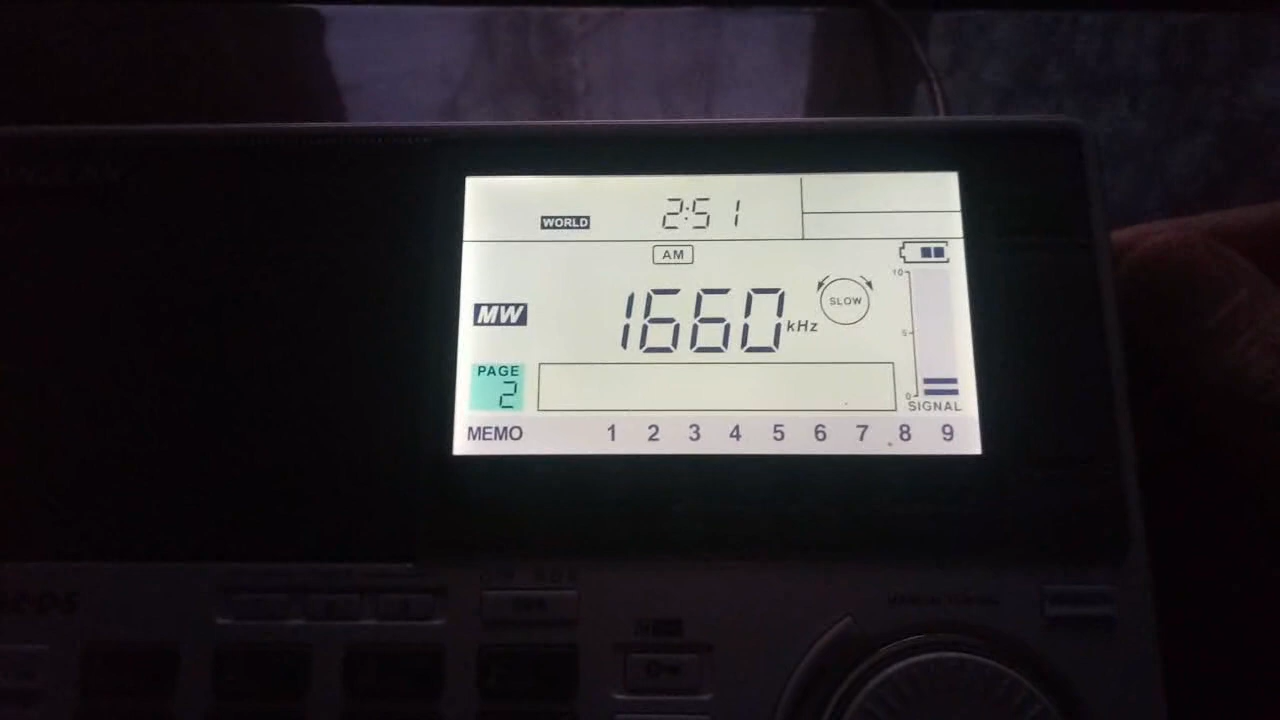 WORLD 2:51
AM
MW 1660 kHz SLOW
10
5
0
SIGNAL
PAGE
2
MEMO 1 2 3 4 5 6 7 8 9